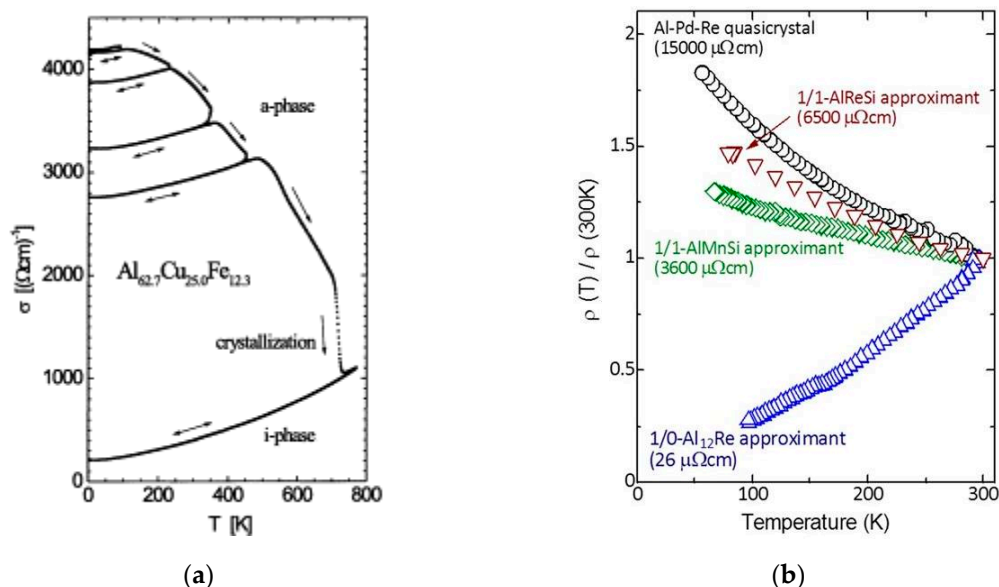 4000
3000
2000
1000
0
σ [(Ωcm)⁻¹]
a-phase
Al₆₂.₇Cu₂₅.₀Fe₁₂.₃
crystallization
i-phase
0 200 400 600 800
T [K]
(a)
2
1.5
1
0.5
0
ρ (T) / ρ (300K)
Al-Pd-Re quasicrystal
(15000 μΩcm)
1/1-AlReSi approximant
(6500 μΩcm)
1/1-AlMnSi approximant
(3600 μΩcm)
1/0-Al₁₂Re approximant
(26 μΩcm)
0 100 200 300
Temperature (K)
(b)